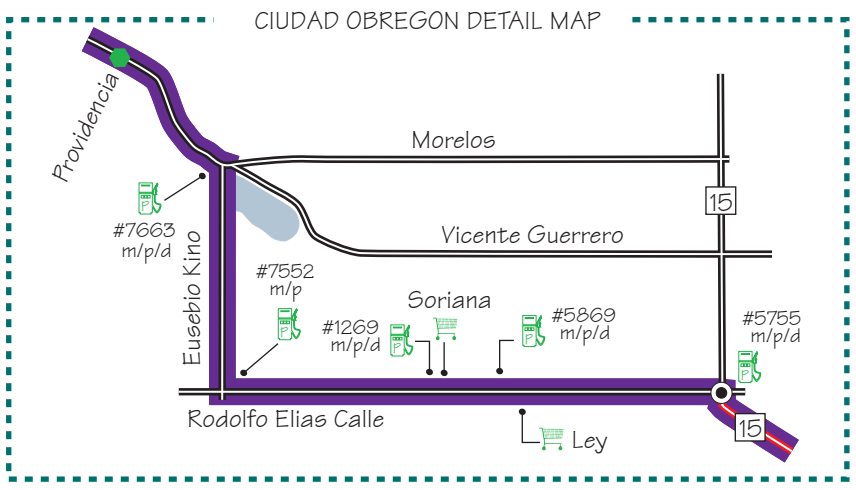 CIUDAD OBREGON DETAIL MAP
Providencia
Morelos
15
#7663
m/p/d
Vicente Guerrero
Eusebio Kino
#7552
m/p
Soriana
#1269
m/p/d
#5869
m/p/d
#5755
m/p/d
Rodolfo Elias Calle
15
Ley